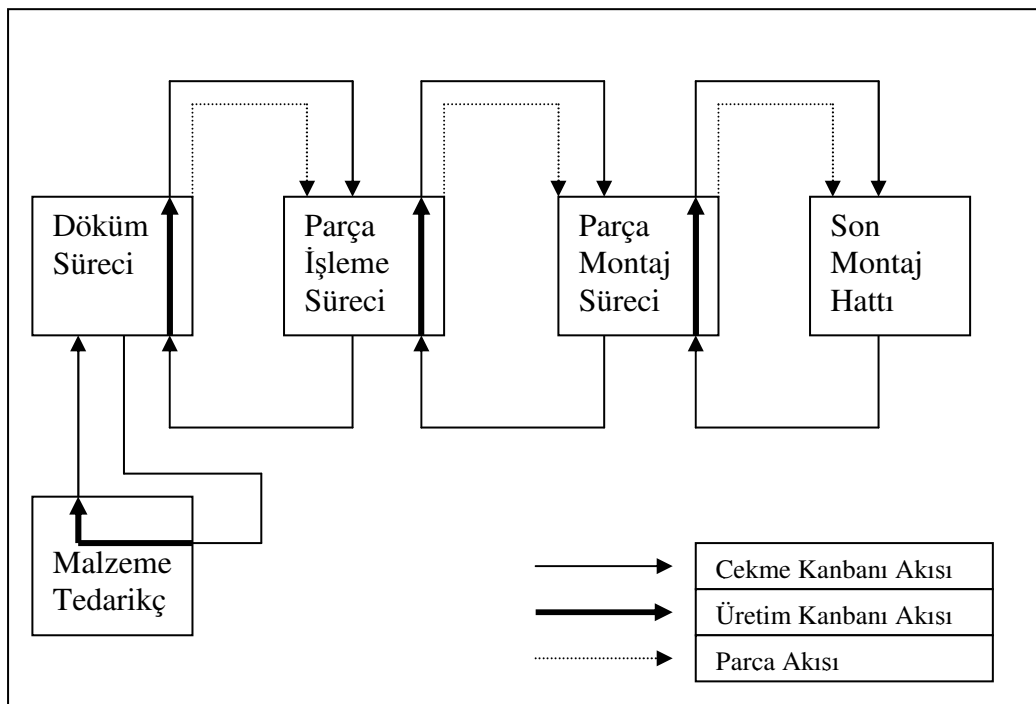 Döküm
Süreci
Parça
İşleme
Süreci
Parça
Montaj
Süreci
Son
Montaj
Hattı
Malzeme
Tedarikç
Cekme Kanbanı Akısı
Üretim Kanbanı Akısı
Parca Akısı